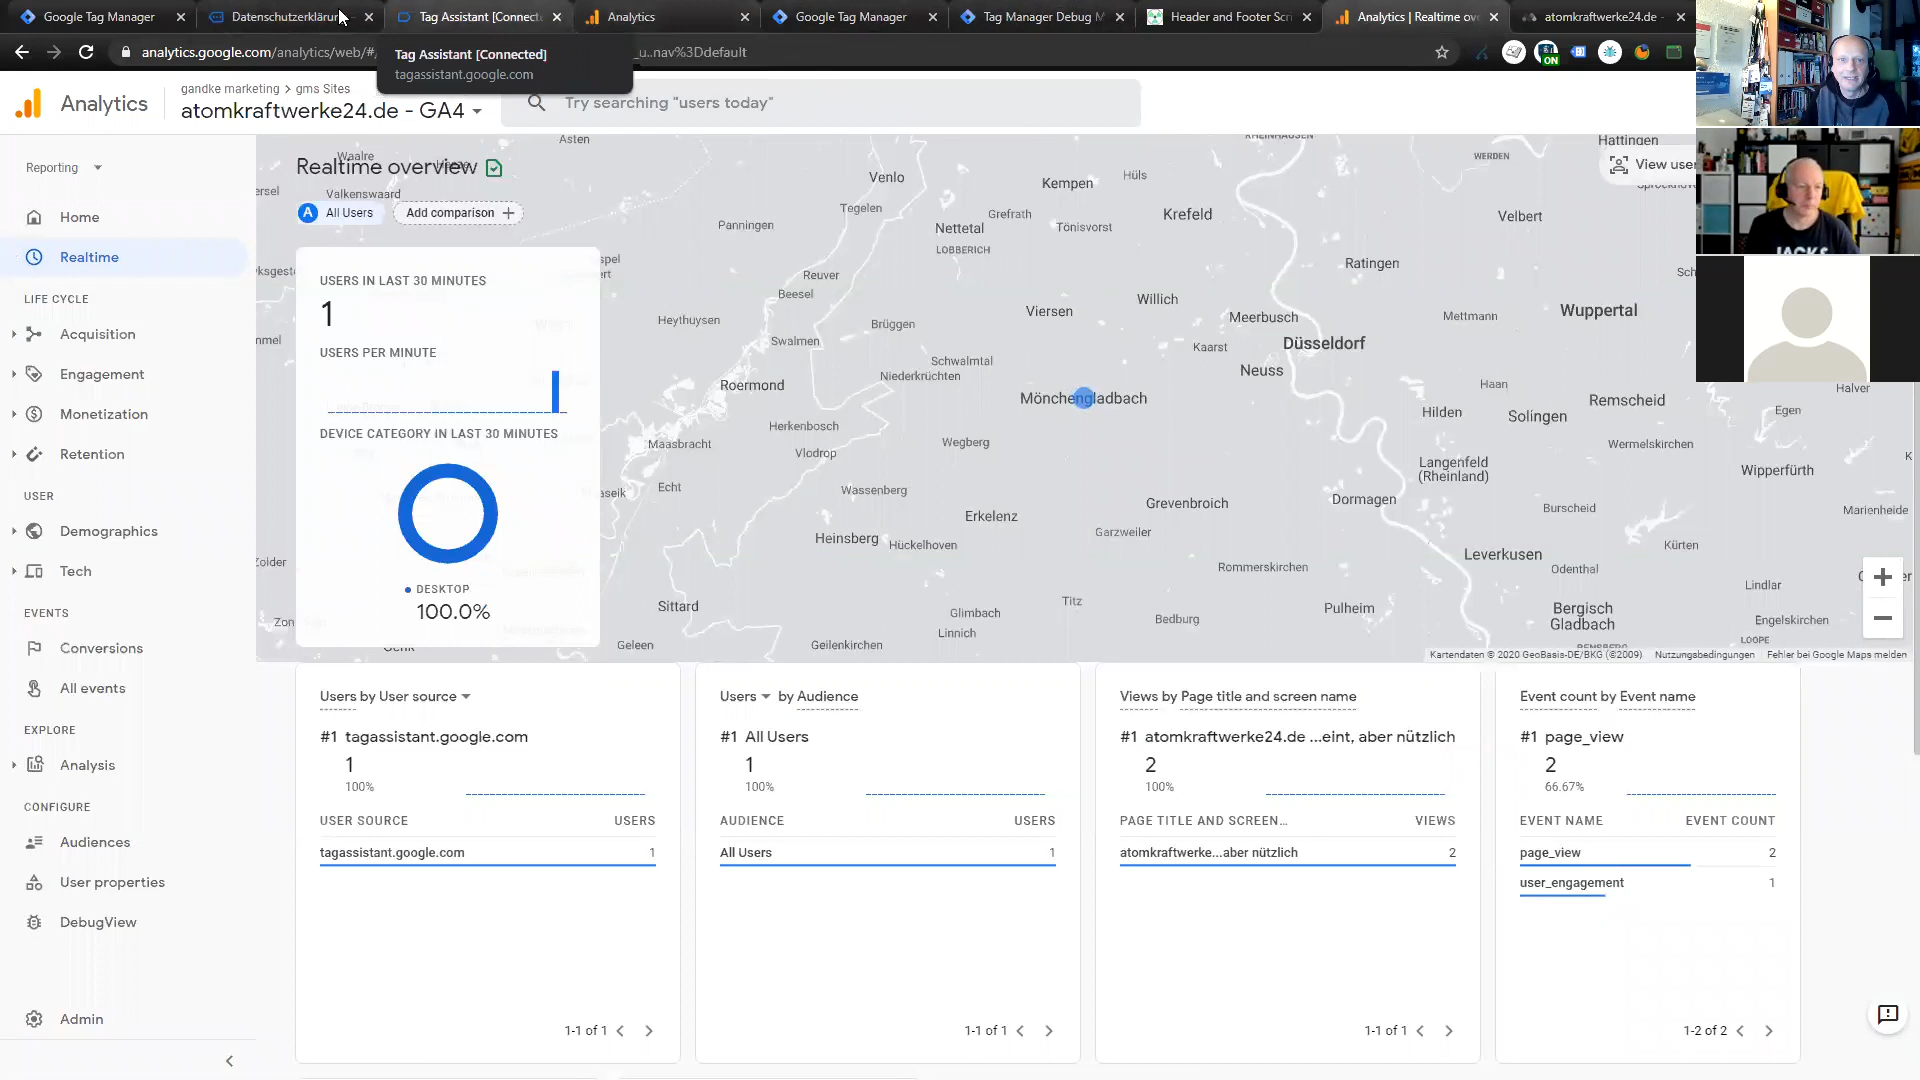 Google Tag Manager
Datenschutzerklärun
Tag Assistant [Connect
Analytics
Google Tag Manager
Tag Manager Debug M
Header and Footer Scri
Analytics | Realtime ov
atomkraftwerke24.de -
analytics.google.com/analytics/web/#
_u..nav%3Ddefault
ON
Tag Assistant [Connected]
tagassistant.google.com
Analytics
gandke marketing > gms Sites
atomkraftwerke24.de - GA4
Try searching "users today"
Reporting
Home
Realtime
LIFE CYCLE
Acquisition
Engagement
Monetization
Retention
USER
Demographics
Tech
EVENTS
Conversions
All events
EXPLORE
Analysis
CONFIGURE
Audiences
User properties
DebugView
Admin
Realtime overview
A All Users
Add comparison +
View user
USERS IN LAST 30 MINUTES
1
USERS PER MINUTE
DEVICE CATEGORY IN LAST 30 MINUTES
DESKTOP
100.0%
Asten
Waalre
Valkenswaard
Venlo
Kempen
Hüls
RHEINHAUSEN
WERDEN
Hattingen
Tegelen
Grefrath
Krefeld
Velbert
Panningen
Nettetal
Tönisvorst
LOBBERICH
Reuver
Ratingen
Beesel
Willich
Viersen
Meerbusch
Wuppertal
Mettmann
Heythuysen
Brüggen
Swalmen
Kaarst
Düsseldorf
Schwalmtal
Niederkrüchten
Neuss
Roermond
Haan
Halver
Mönchengladbach
Remscheid
Hilden
Solingen
Egen
Herkenbosch
Maasbracht
Wegberg
Wermelskirchen
Vlodrop
Langenfeld
(Rheinland)
Wipperfürth
Echt
Wassenberg
Dormagen
Grevenbroich
Burscheid
Marienheide
Erkelenz
Garzweiler
Heinsberg
Hückelhoven
Kürten
Leverkusen
Odenthal
Rommerskirchen
Zolder
Lindlar
Sittard
Titz
Pulheim
Bergisch
Gladbach
Glimbach
Bedburg
Engelskirchen
Linnich
LOOPE
Geleen
Geilenkirchen
Kartendaten © 2020 GeoBasis-DE/BKG (©2009)
Nutzungsbedingungen
Fehler bei Google Maps melden
Users by User source
#1 tagassistant.google.com
1
100%
USER SOURCE
USERS
tagassistant.google.com
1
1-1 of 1
Users by Audience
#1 All Users
1
100%
AUDIENCE
USERS
All Users
1
1-1 of 1
Views by Page title and screen name
#1 atomkraftwerke24.de ...eint, aber nützlich
2
100%
PAGE TITLE AND SCREEN...
VIEWS
atomkraftwerke...aber nützlich
2
1-1 of 1
Event count by Event name
#1 page_view
2
66.67%
EVENT NAME
EVENT COUNT
page_view
2
user_engagement
1
1-2 of 2
JACKS